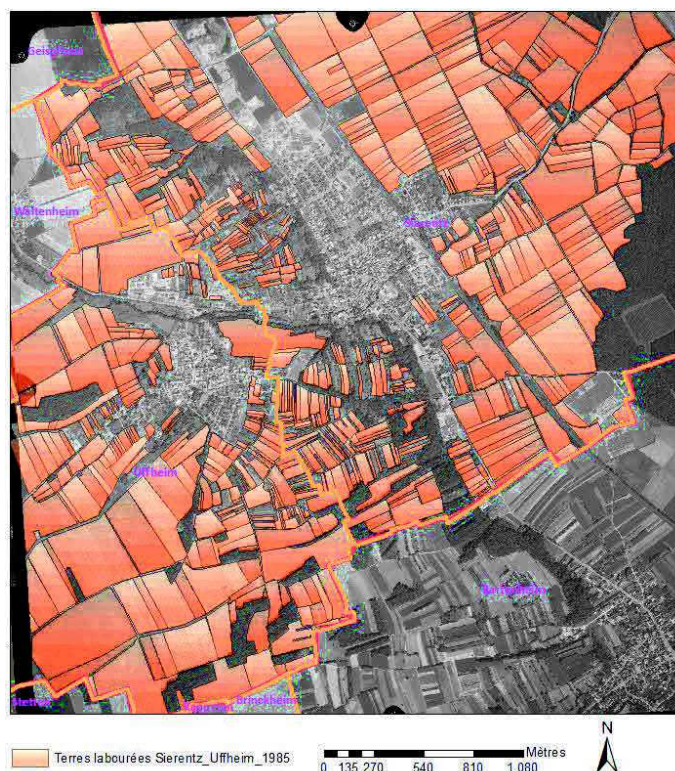 Geispitzen
Waltenheim
Sierentz
Uffheim
Bartenheim
Stetten
Kappelen
Brinckheim
N
Terres labourées Sierentz_Uffheim_1985
Mètres
0 135 270 540 810 1.080